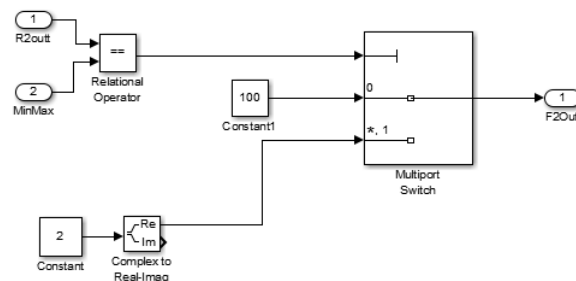 1
R2outt
==
Relational
Operator
2
MinMax
100
Constant1
0
*, 1
Multiport
Switch
1
F2Out
2
Constant
Re
Im
Complex to
Real-Imag